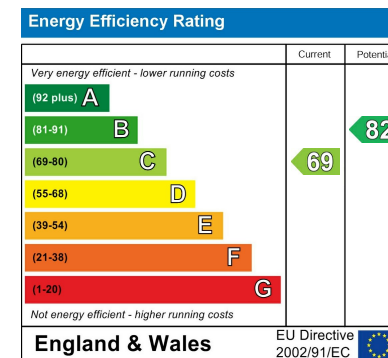 Energy Efficiency Rating
Current Potenti
Very energy efficient - lower running costs
(92 plus) A
(81-91) B 82
(69-80) C 69
(55-68) D
(39-54) E
(21-38) F
(1-20) G
Not energy efficient - higher running costs
England & Wales
EU Directive
2002/91/EC